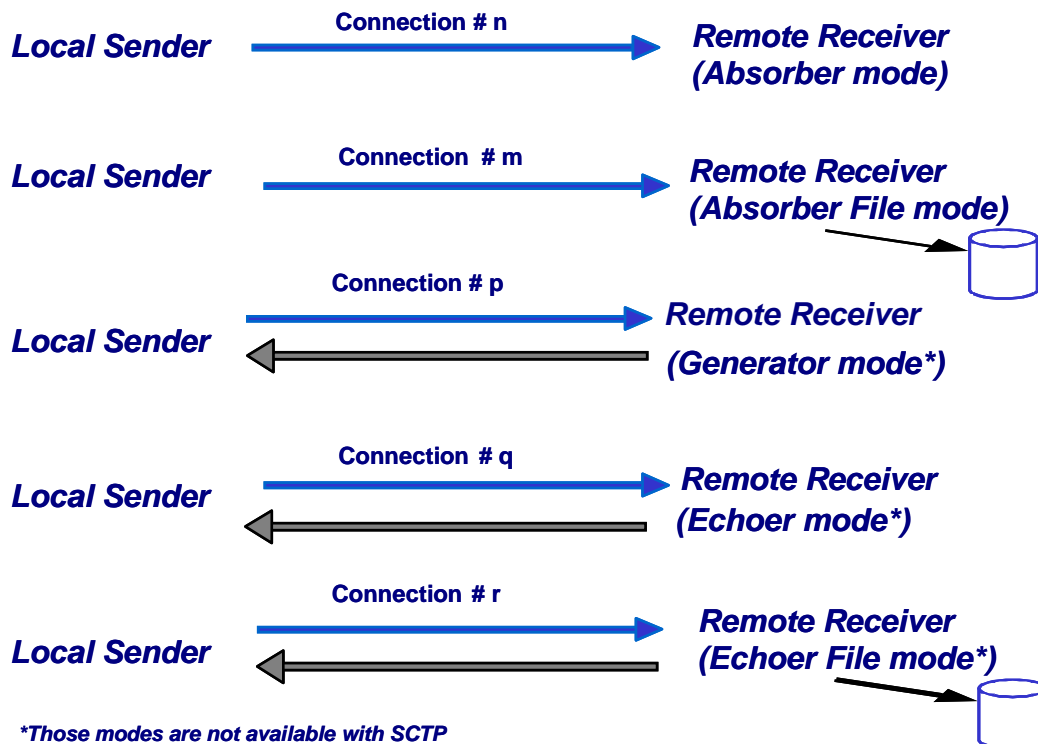 Connection # n
Local Sender
Remote Receiver
(Absorber mode)
Connection # m
Local Sender
Remote Receiver
(Absorber File mode)
Connection # p
Local Sender
Remote Receiver
(Generator mode*)
Connection # q
Local Sender
Remote Receiver
(Echoer mode*)
Connection # r
Local Sender
Remote Receiver
(Echoer File mode*)
*Those modes are not available with SCTP